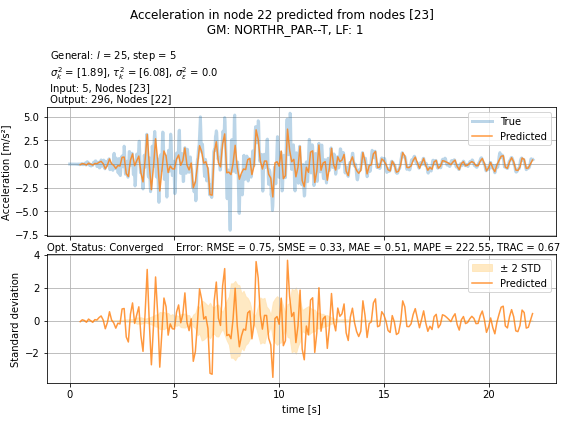 Acceleration in node 22 predicted from nodes [23]
GM: NORTHR_PAR--T, LF: 1
General: l = 25, step = 5
σ²ₖ = [1.89], τ²ₖ = [6.08], σ²ε = 0.0
Input: 5, Nodes [23]
Output: 296, Nodes [22]
Acceleration [m/s²]
5.0
2.5
0.0
−2.5
−5.0
−7.5
True
Predicted
Opt. Status: Converged    Error: RMSE = 0.75, SMSE = 0.33, MAE = 0.51, MAPE = 222.55, TRAC = 0.67
Standard deviation
4
2
0
−2
± 2 STD
Predicted
0 5 10 15 20
time [s]